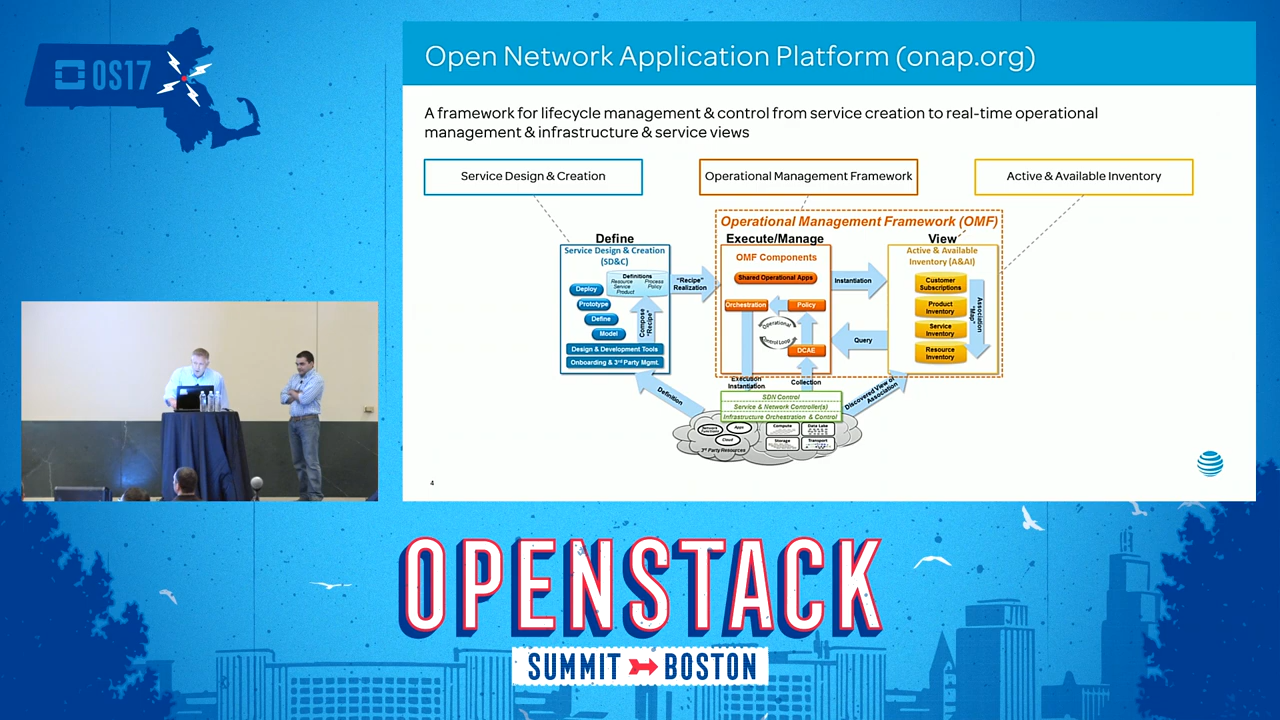 OS17
Open Network Application Platform (onap.org)
A framework for lifecycle management & control from service creation to real-time operational
management & infrastructure & service views
Service Design & Creation
Operational Management Framework
Active & Available Inventory
Operational Management Framework (OMF)
Define
Execute/Manage
View
Service Design & Creation
(SD&C)
Definitions
Resource
Service
Product
Process
Policy
Deploy
Prototype
Define
Model
Compose
"Recipe"
Design & Development Tools
Onboarding & 3rd Party Mgmt.
"Recipe"
Realization
OMF Components
Shared Operational Apps
Orchestration
Policy
Operational
Control Loop
DCAE
Instantiation
Query
Active & Available
Inventory (A&AI)
Customer
Subscriptions
Product
Inventory
Service
Inventory
Resource
Inventory
Association
"Map"
Execution
Instantiation
Collection
Definition
Discovered View of
Association
SDN Control
Service & Network Controller(s)
Infrastructure Orchestration & Control
Network
Functions
Apps
Cloud
3rd Party Resources
Compute
Data Lake
Storage
Transport
4
OPENSTACK
SUMMIT BOSTON